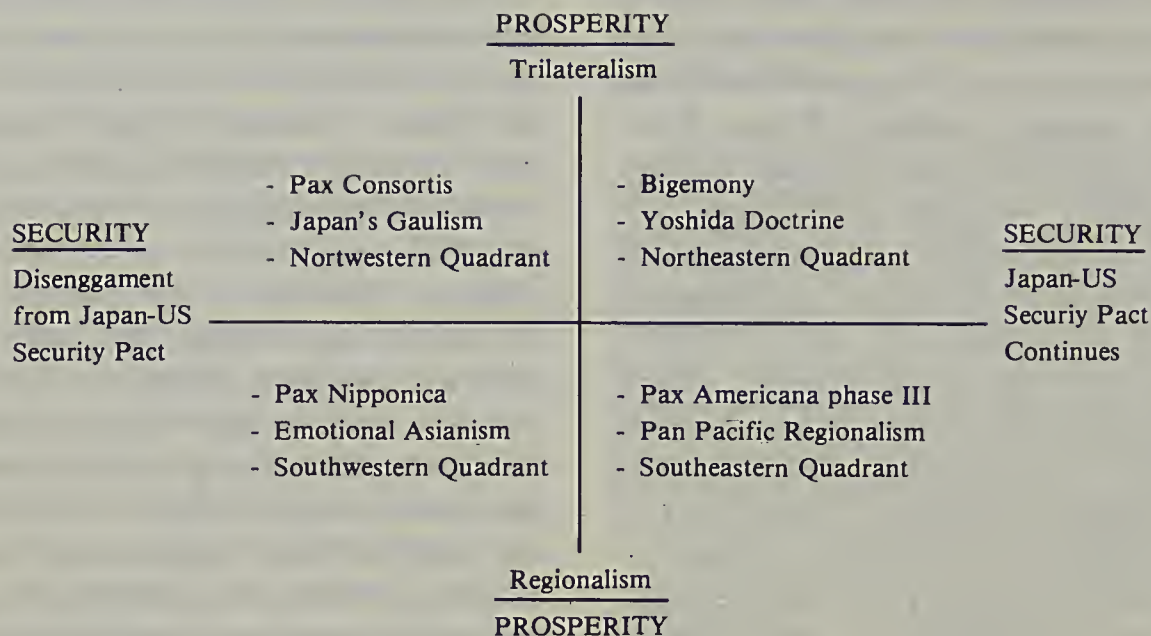 PROSPERITY
Trilateralism
- Pax Consortis
- Japan's Gaulism
- Nortwestern Quadrant
- Bigemony
- Yoshida Doctrine
- Northeastern Quadrant
SECURITY
Disenggament
from Japan-US
Security Pact
SECURITY
Japan-US
Securiy Pact
Continues
- Pax Nipponica
- Emotional Asianism
- Southwestern Quadrant
- Pax Americana phase III
- Pan Pacific Regionalism
- Southeastern Quadrant
Regionalism
PROSPERITY